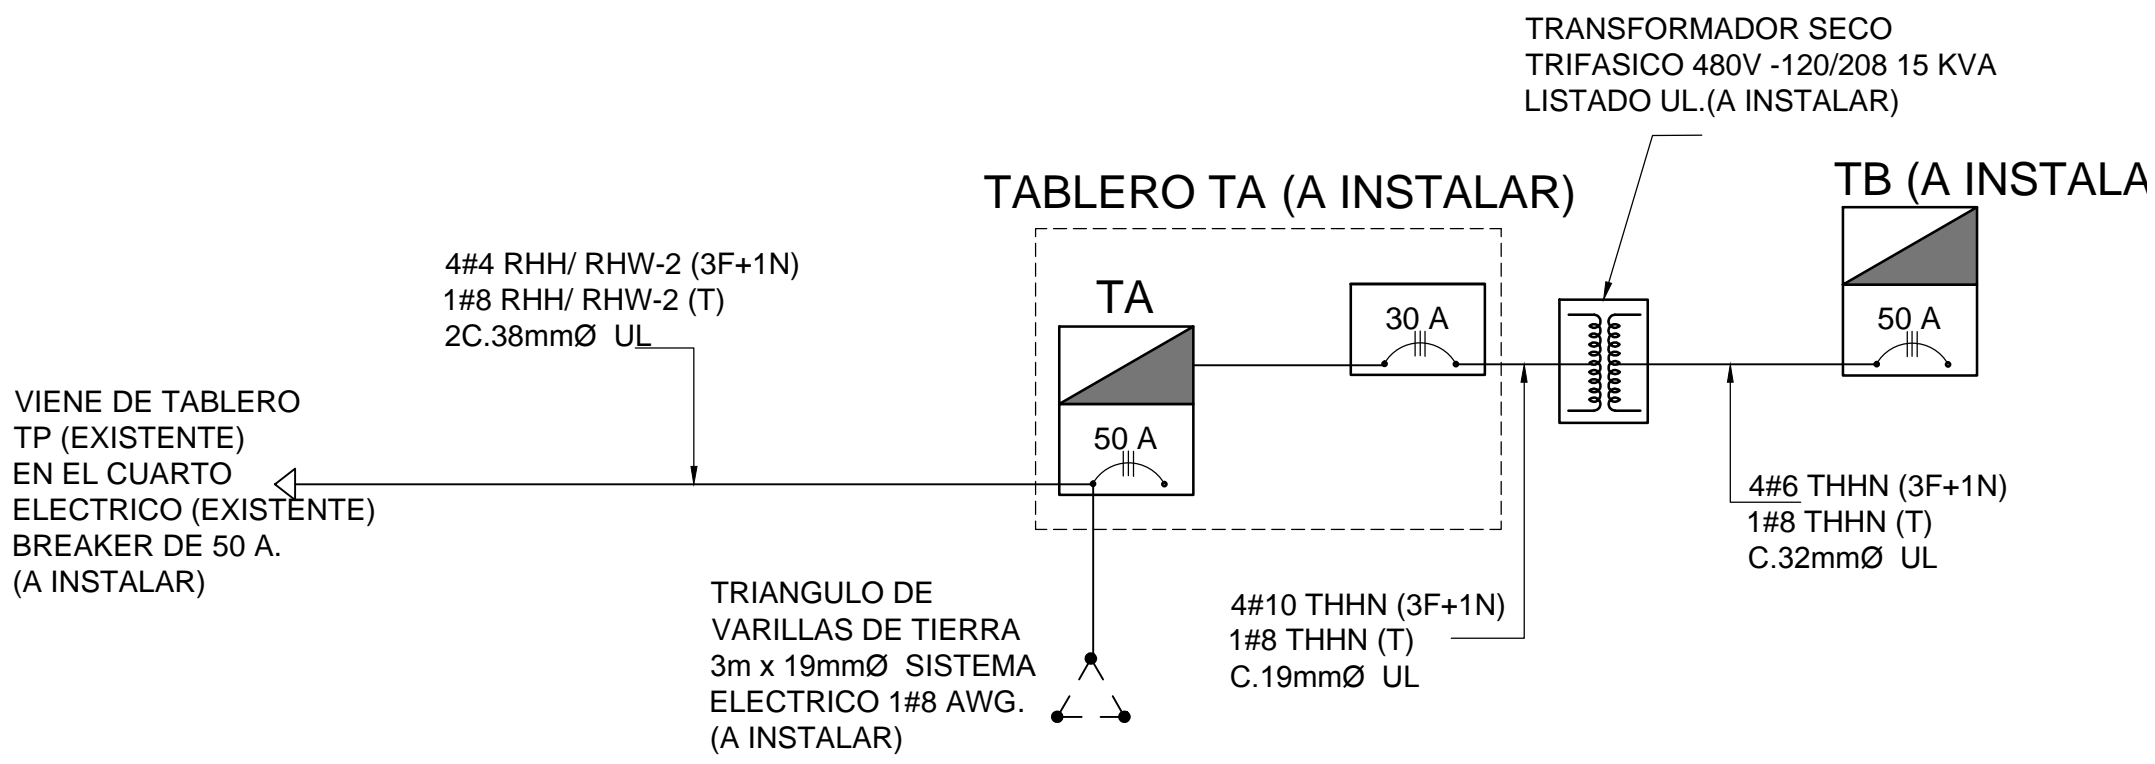 TRANSFORMADOR SECO
TRIFASICO 480V -120/208 15 KVA
LISTADO UL.(A INSTALAR)
TABLERO TA (A INSTALAR)
TB (A INSTALA
4#4 RHH/ RHW-2 (3F+1N)
1#8 RHH/ RHW-2 (T)
2C.38mmØ UL
TA
30 A
50 A
50 A
VIENE DE TABLERO
TP (EXISTENTE)
EN EL CUARTO
ELECTRICO (EXISTENTE)
BREAKER DE 50 A.
(A INSTALAR)
4#6 THHN (3F+1N)
1#8 THHN (T)
C.32mmØ UL
TRIANGULO DE
VARILLAS DE TIERRA
3m x 19mmØ SISTEMA
ELECTRICO 1#8 AWG.
(A INSTALAR)
4#10 THHN (3F+1N)
1#8 THHN (T)
C.19mmØ UL